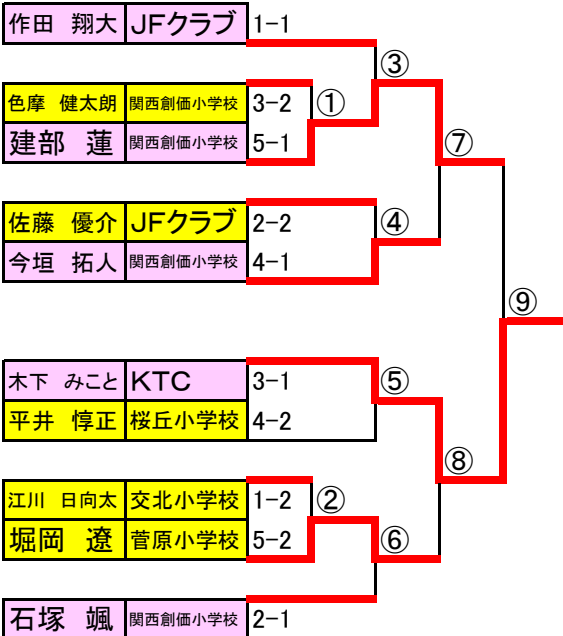 作田 翔大 JFクラブ 1-1
③
色摩 健太朗 関西創価小学校 3-2 ①
建部 蓮 関西創価小学校 5-1 ⑦
佐藤 優介 JFクラブ 2-2 ④
今垣 拓人 関西創価小学校 4-1
⑨
木下 みこと KTC 3-1 ⑤
平井 惇正 桜丘小学校 4-2
⑧
江川 日向太 交北小学校 1-2 ②
堀岡 遼 菅原小学校 5-2 ⑥
石塚 颯 関西創価小学校 2-1